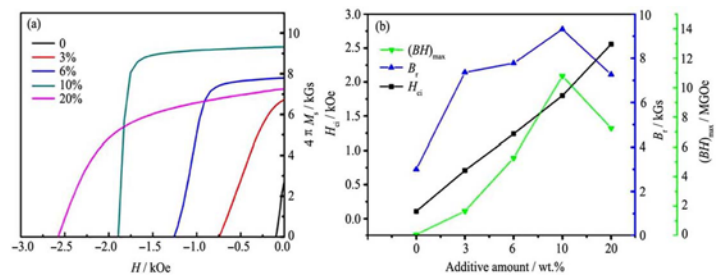 (a)
0
3%
6%
10%
20%
10
8
6
4
2
0
4 π Ms / kGs
−3.0 −2.5 −2.0 −1.5 −1.0 −0.5 0.0
H / kOe
(b)
(BH)max
Br
Hci
3.0
2.5
2.0
1.5
1.0
0.5
0.0
Hci / kOe
10
8
6
4
2
0
Br / kGs
14
12
10
8
6
4
2
0
(BH)max / MGOe
0 3 6 10 20
Additive amount / wt.%